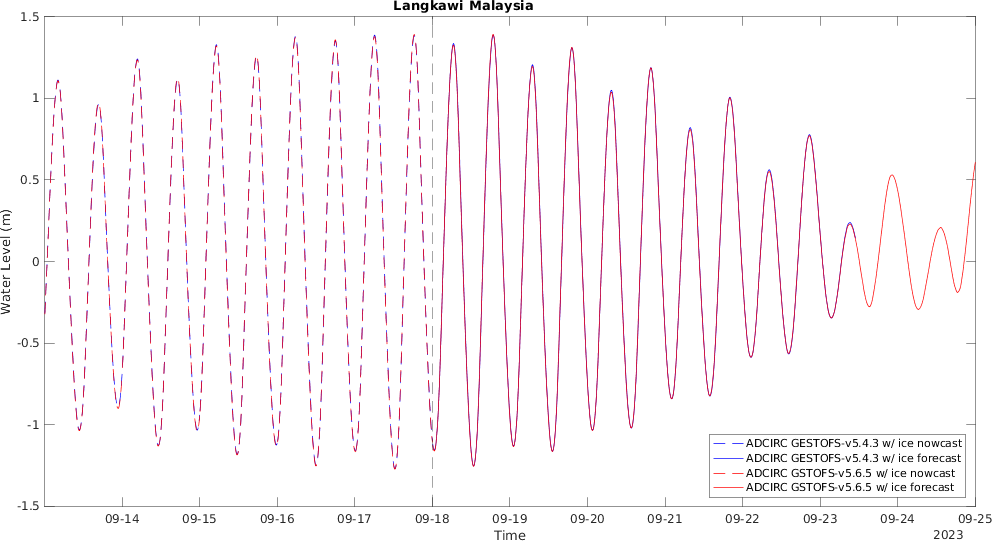 Langkawi Malaysia
1.5
1
0.5
0
-0.5
-1
-1.5
Water Level (m)
ADCIRC GESTOFS-v5.4.3 w/ ice nowcast
ADCIRC GESTOFS-v5.4.3 w/ ice forecast
ADCIRC GSTOFS-v5.6.5 w/ ice nowcast
ADCIRC GSTOFS-v5.6.5 w/ ice forecast
09-14 09-15 09-16 09-17 09-18 09-19 09-20 09-21 09-22 09-23 09-24 09-25
Time
2023